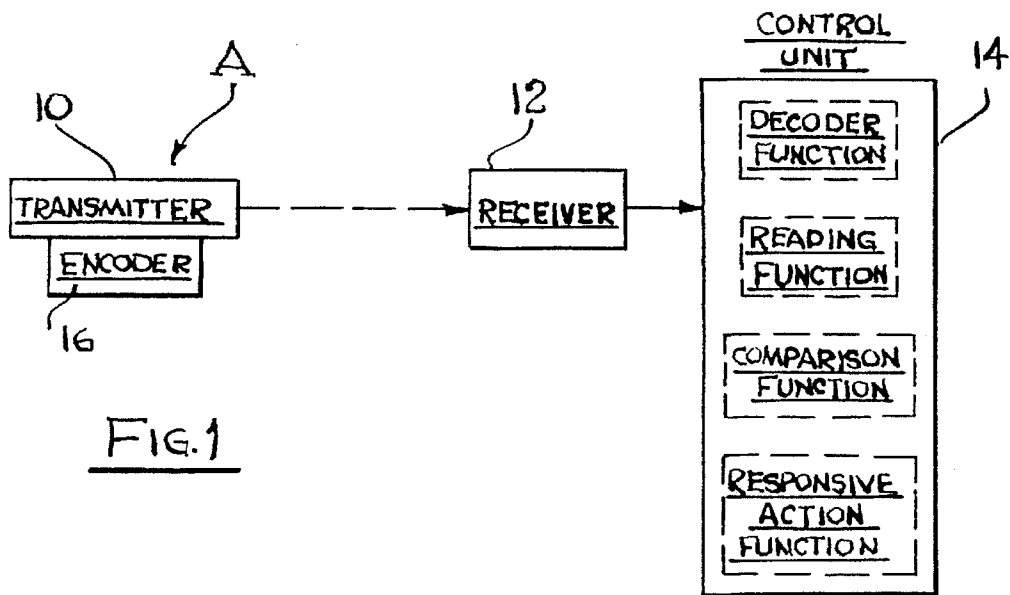 CONTROL
UNIT
14
A
10
12
DECODER
FUNCTION
TRANSMITTER
RECEIVER
ENCODER
READING
FUNCTION
16
COMPARISON
FUNCTION
FIG.1
RESPONSIVE
ACTION
FUNCTION